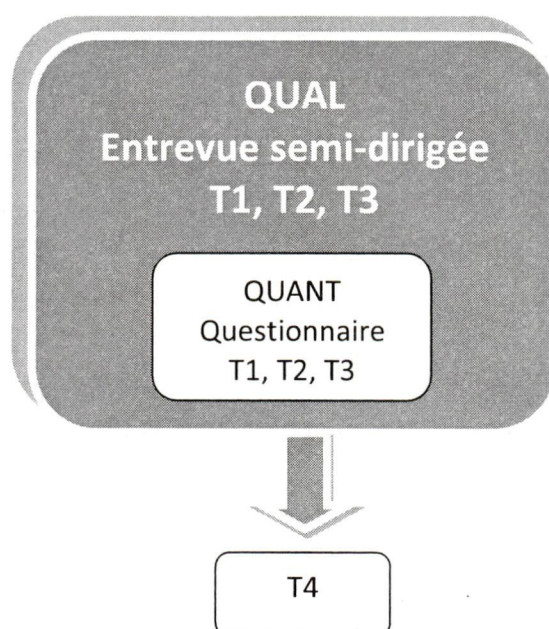 QUAL
Entrevue semi-dirigée
T1, T2, T3
QUANT
Questionnaire
T1, T2, T3
T4